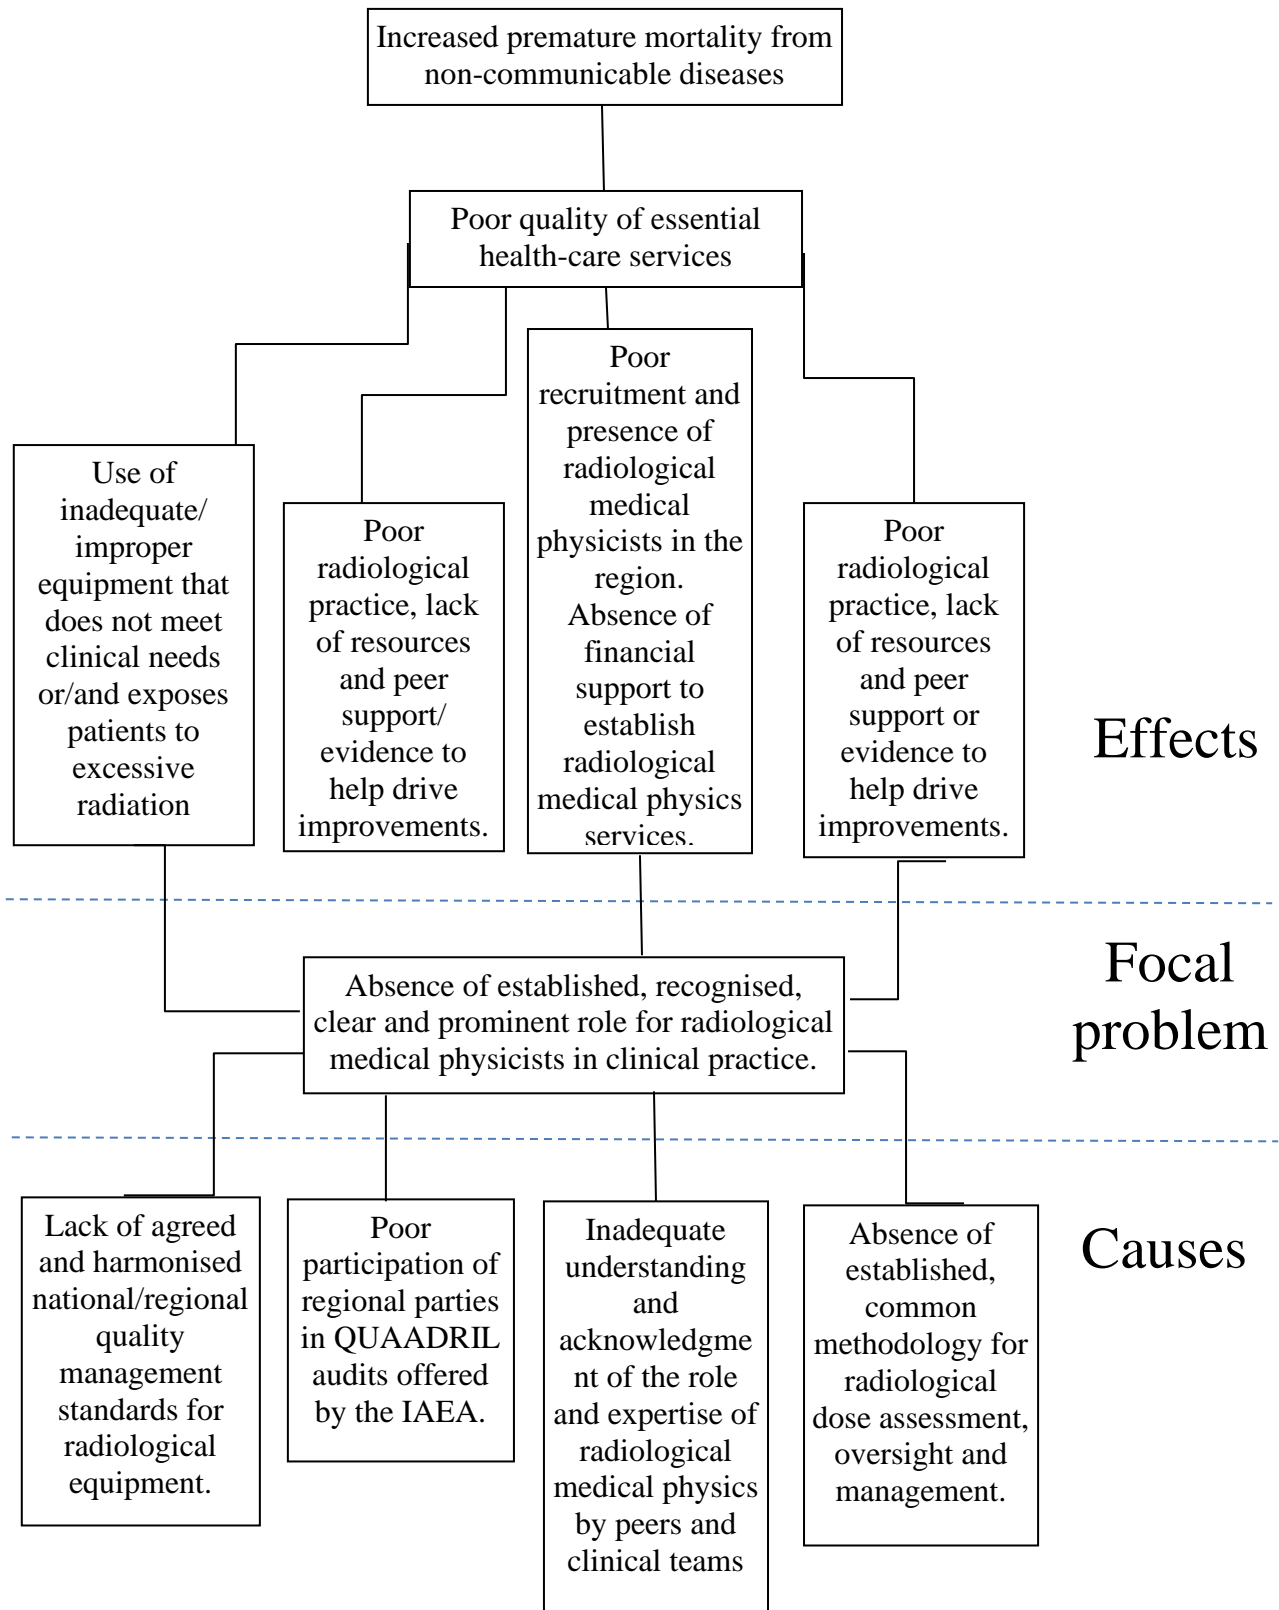 Increased premature mortality from
non-communicable diseases
Poor quality of essential
health-care services
Use of
inadequate/
improper
equipment that
does not meet
clinical needs
or/and exposes
patients to
excessive
radiation
Poor
radiological
practice, lack
of resources
and peer
support/
evidence to
help drive
improvements.
Poor
recruitment and
presence of
radiological
medical
physicists in the
region.
Absence of
financial
support to
establish
radiological
medical physics
services.
Poor
radiological
practice, lack
of resources
and peer
support or
evidence to
help drive
improvements.
Effects
Absence of established, recognised,
clear and prominent role for radiological
medical physicists in clinical practice.
Focal
problem
Lack of agreed
and harmonised
national/regional
quality
management
standards for
radiological
equipment.
Poor
participation of
regional parties
in QUAADRIL
audits offered
by the IAEA.
Inadequate
understanding
and
acknowledgme
nt of the role
and expertise of
radiological
medical physics
by peers and
clinical teams
Absence of
established,
common
methodology for
radiological
dose assessment,
oversight and
management.
Causes